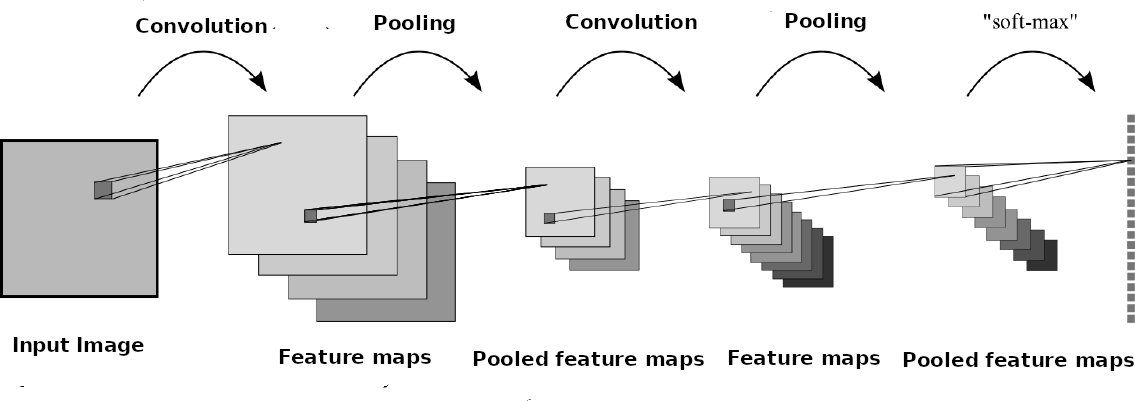 Convolution
Pooling
Convolution
Pooling
"soft-max"
Input Image
Feature maps
Pooled feature maps
Feature maps
Pooled feature maps